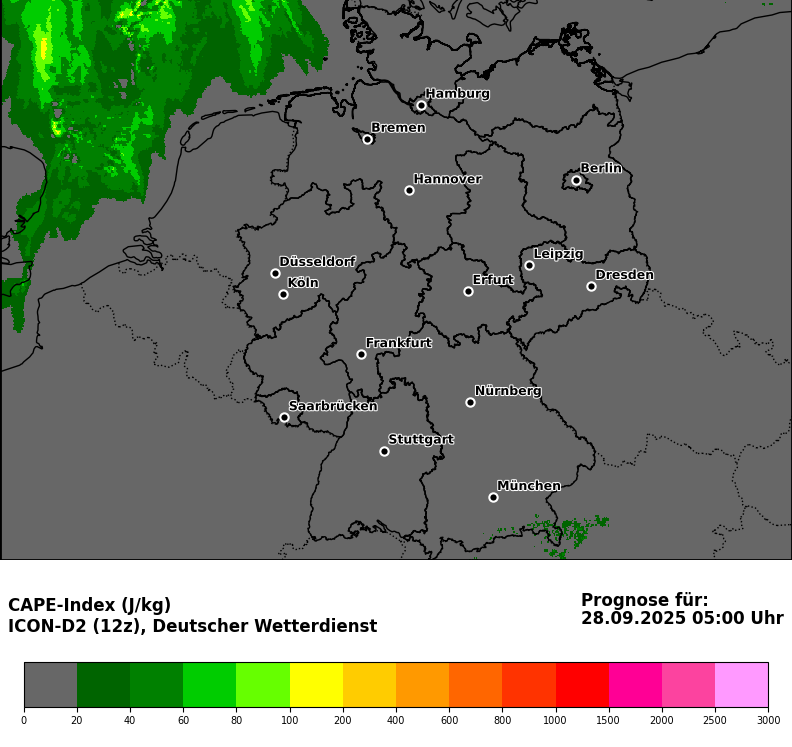 Hamburg
Bremen
Berlin
Hannover
Leipzig
Düsseldorf
Dresden
Köln
Erfurt
Frankfurt
Nürnberg
Saarbrücken
Stuttgart
München
CAPE-Index (J/kg)
ICON-D2 (12z), Deutscher Wetterdienst
Prognose für:
28.09.2025 05:00 Uhr
0 20 40 60 80 100 200 400 600 800 1000 1500 2000 2500 3000